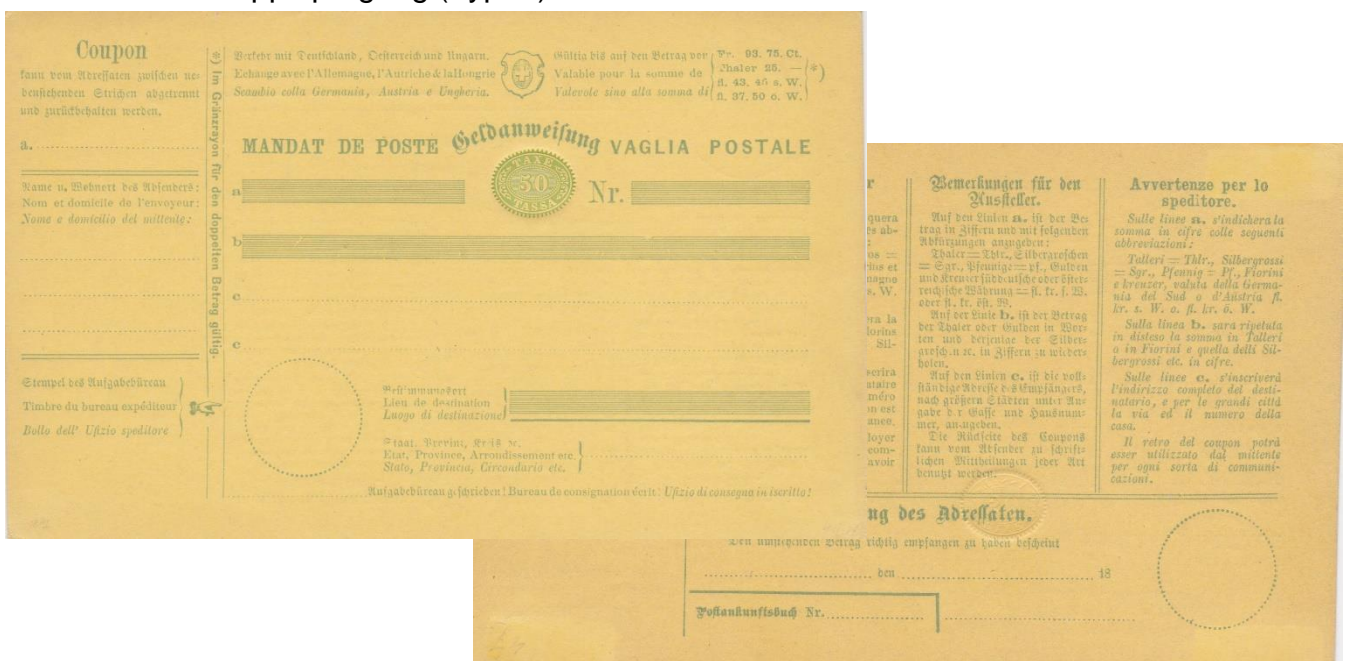 Coupon
kann vom Adressaten zwischen ne-
benstehenden Strichen abgetrennt
und zurückbehalten werden.
a.
Name u. Wohnort des Absenders:
Nom et domicile de l'envoyeur:
Nome e domicilio del mittente:
Stempel des Aufgabebüreau
Timbre du bureau expéditeur
Bollo dell' Ufizio speditore
*) Im Gränzrayon für den doppelten Betrag gültig.
Verkehr mit Deutschland, Oesterreich und Ungarn.
Echange avec l'Allemagne, l'Autriche & la Hongrie
Scambio colla Germania, Austria e Ungheria.
Gültig bis auf den Betrag von
Valable pour la somme de
Valevole sino alla somma di
Fr. 93. 75. Ct.
Thaler 25. —
fl. 43. 45 s. W.
fl. 37. 50 ö. W.
*)
MANDAT DE POSTE Geldanweisung VAGLIA POSTALE
TAXE
50
TASSA
a
Nr.
b
c
c
Bestimmungsort
Lieu de destination
Luogo di destinazione
Staat, Provinz, Kreis ꝛc.
Etat, Province, Arrondissement etc.
Stato, Provincia, Circondario etc.
Aufgabebüreau geschrieben! Bureau de consignation écrit! Ufizio di consegna in iscritto!
Bemerkungen für den
Aussteller.
Auf den Linien a. ist der Be-
trag in Ziffern und mit folgenden
Abkürzungen anzugeben:
Thaler = Thlr., Silbergroschen
= Sgr., Pfennige = pf., Gulden
und Kreuzer süddeutsche oder öster-
reichische Währung = fl. kr. s. W.
oder fl. kr. öst. W.
Auf der Linie b. ist der Betrag
der Thaler oder Gulden in Wor-
ten und derjenige der Silber-
groschen ꝛc. in Ziffern zu wieder-
holen.
Auf den Linien c. ist die voll-
ständige Adresse des Empfängers,
nach größern Städten unter An-
gabe der Gasse und Hausnum-
mer, anzugeben.
Die Rückseite des Coupons
kann vom Absender zu schrift-
lichen Mittheilungen jeder Art
benutzt werden.
Avvertenze per lo
speditore.
Sulle linee a. s'indicherà la
somma in cifre colle seguenti
abbreviazioni:
Talleri = Thlr., Silbergrossi
= Sgr., Pfennig = Pf., Fiorini
e kreuzer, valuta della Germa-
nia del Sud o d'Austria fl.
kr. s. W. o. fl. kr. ö. W.
Sulla linea b. sarà ripetuta
in disteso la somma in Talleri
o in Fiorini e quella delli Sil-
bergrossi etc. in cifre.
Sulle linee c. s'inscriverà
l'indirizzo completo del desti-
natario, e per le grandi città
la via ed il numero della
casa.
Il retro del coupon potrà
esser utilizzato dal mittente
per ogni sorta di communi-
cazioni.
ng des Adressaten.
Den umstehenden Betrag richtig empfangen zu haben bescheint
den 18
Postankunftsbuch Nr.